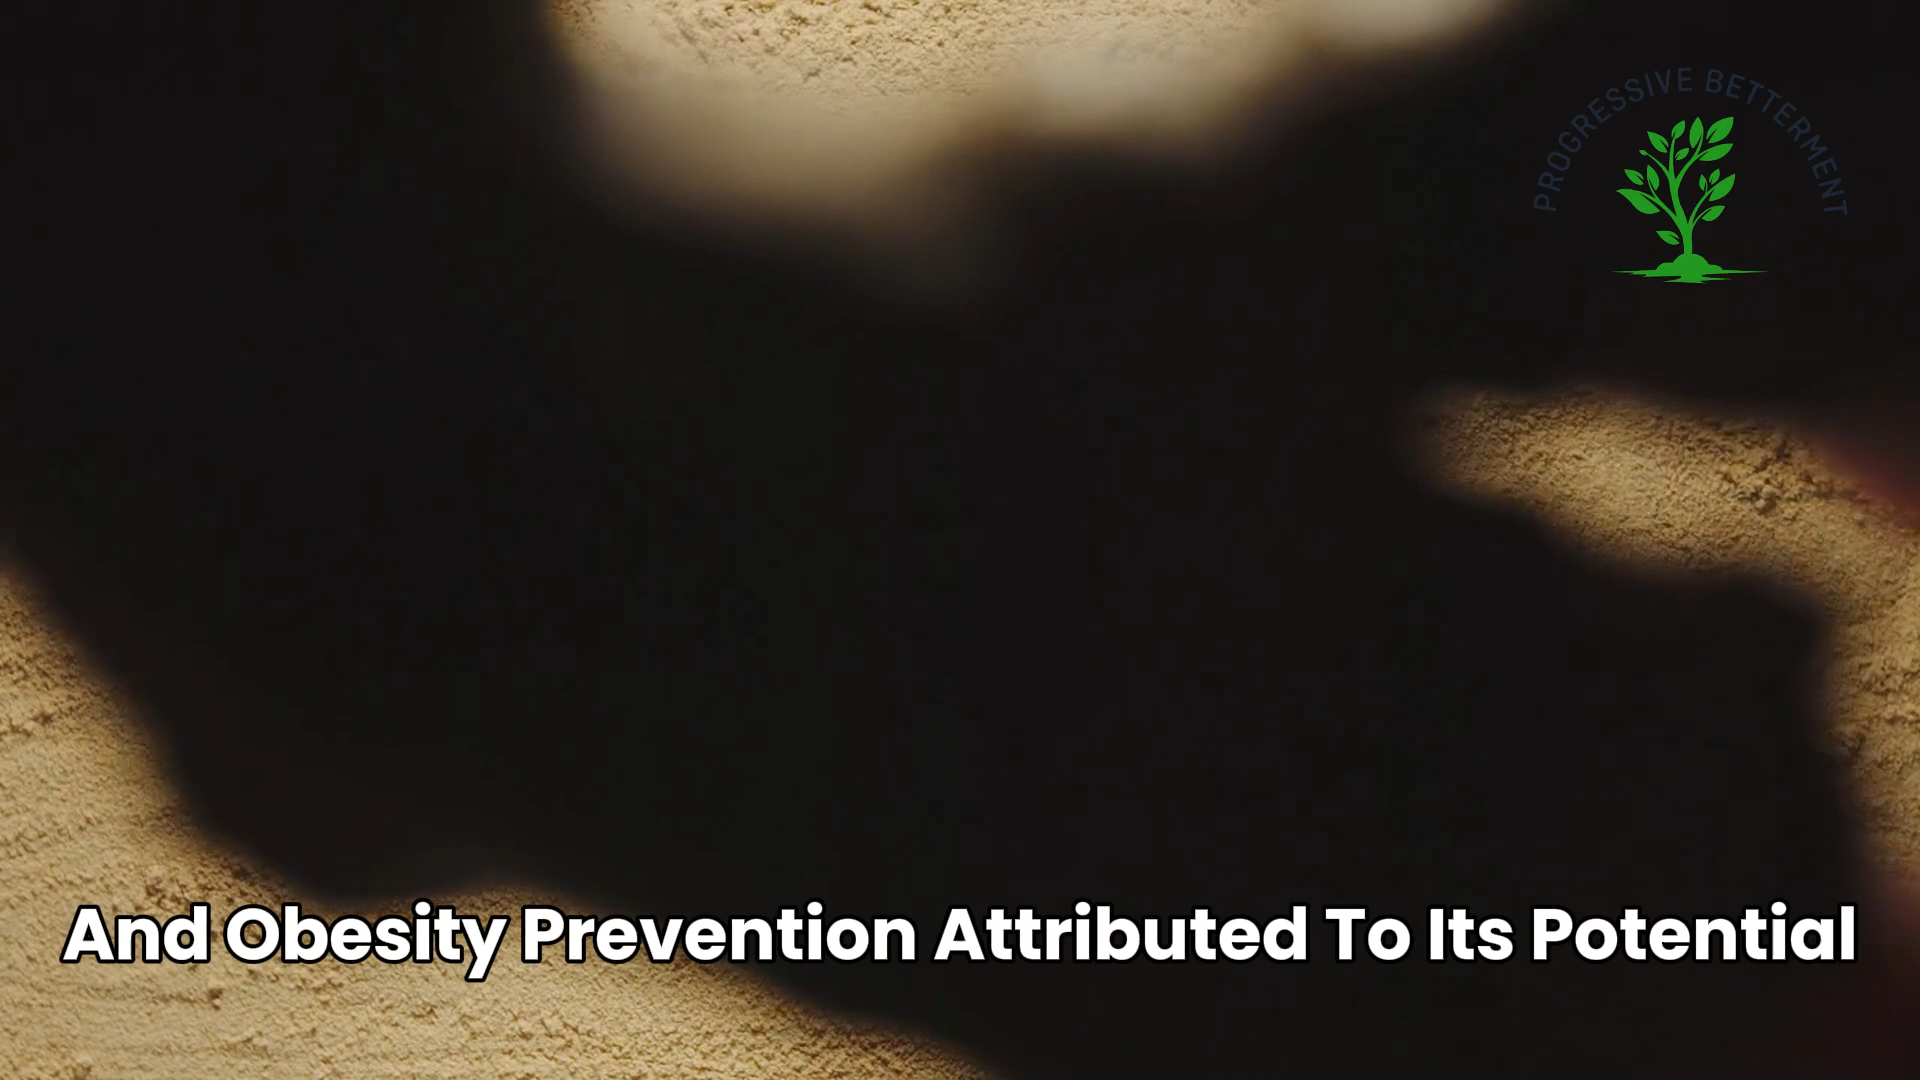 PROGRESSIVE BETTERMENT
And Obesity Prevention Attributed To Its Potential